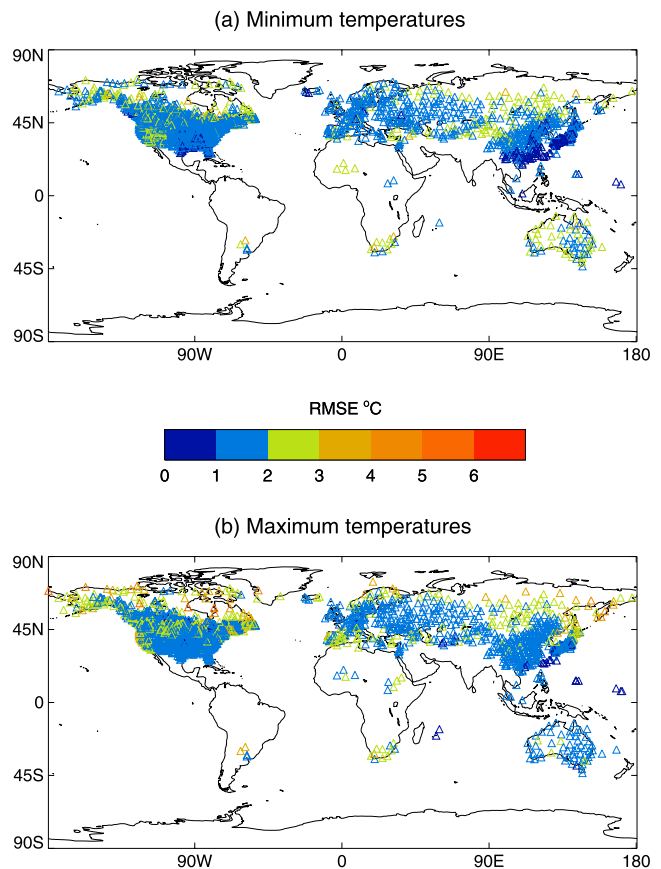 (a) Minimum temperatures
90N
45N
0
45S
90S
90W 0 90E 180
RMSE °C
0 1 2 3 4 5 6
(b) Maximum temperatures
90N
45N
0
45S
90S
90W 0 90E 180